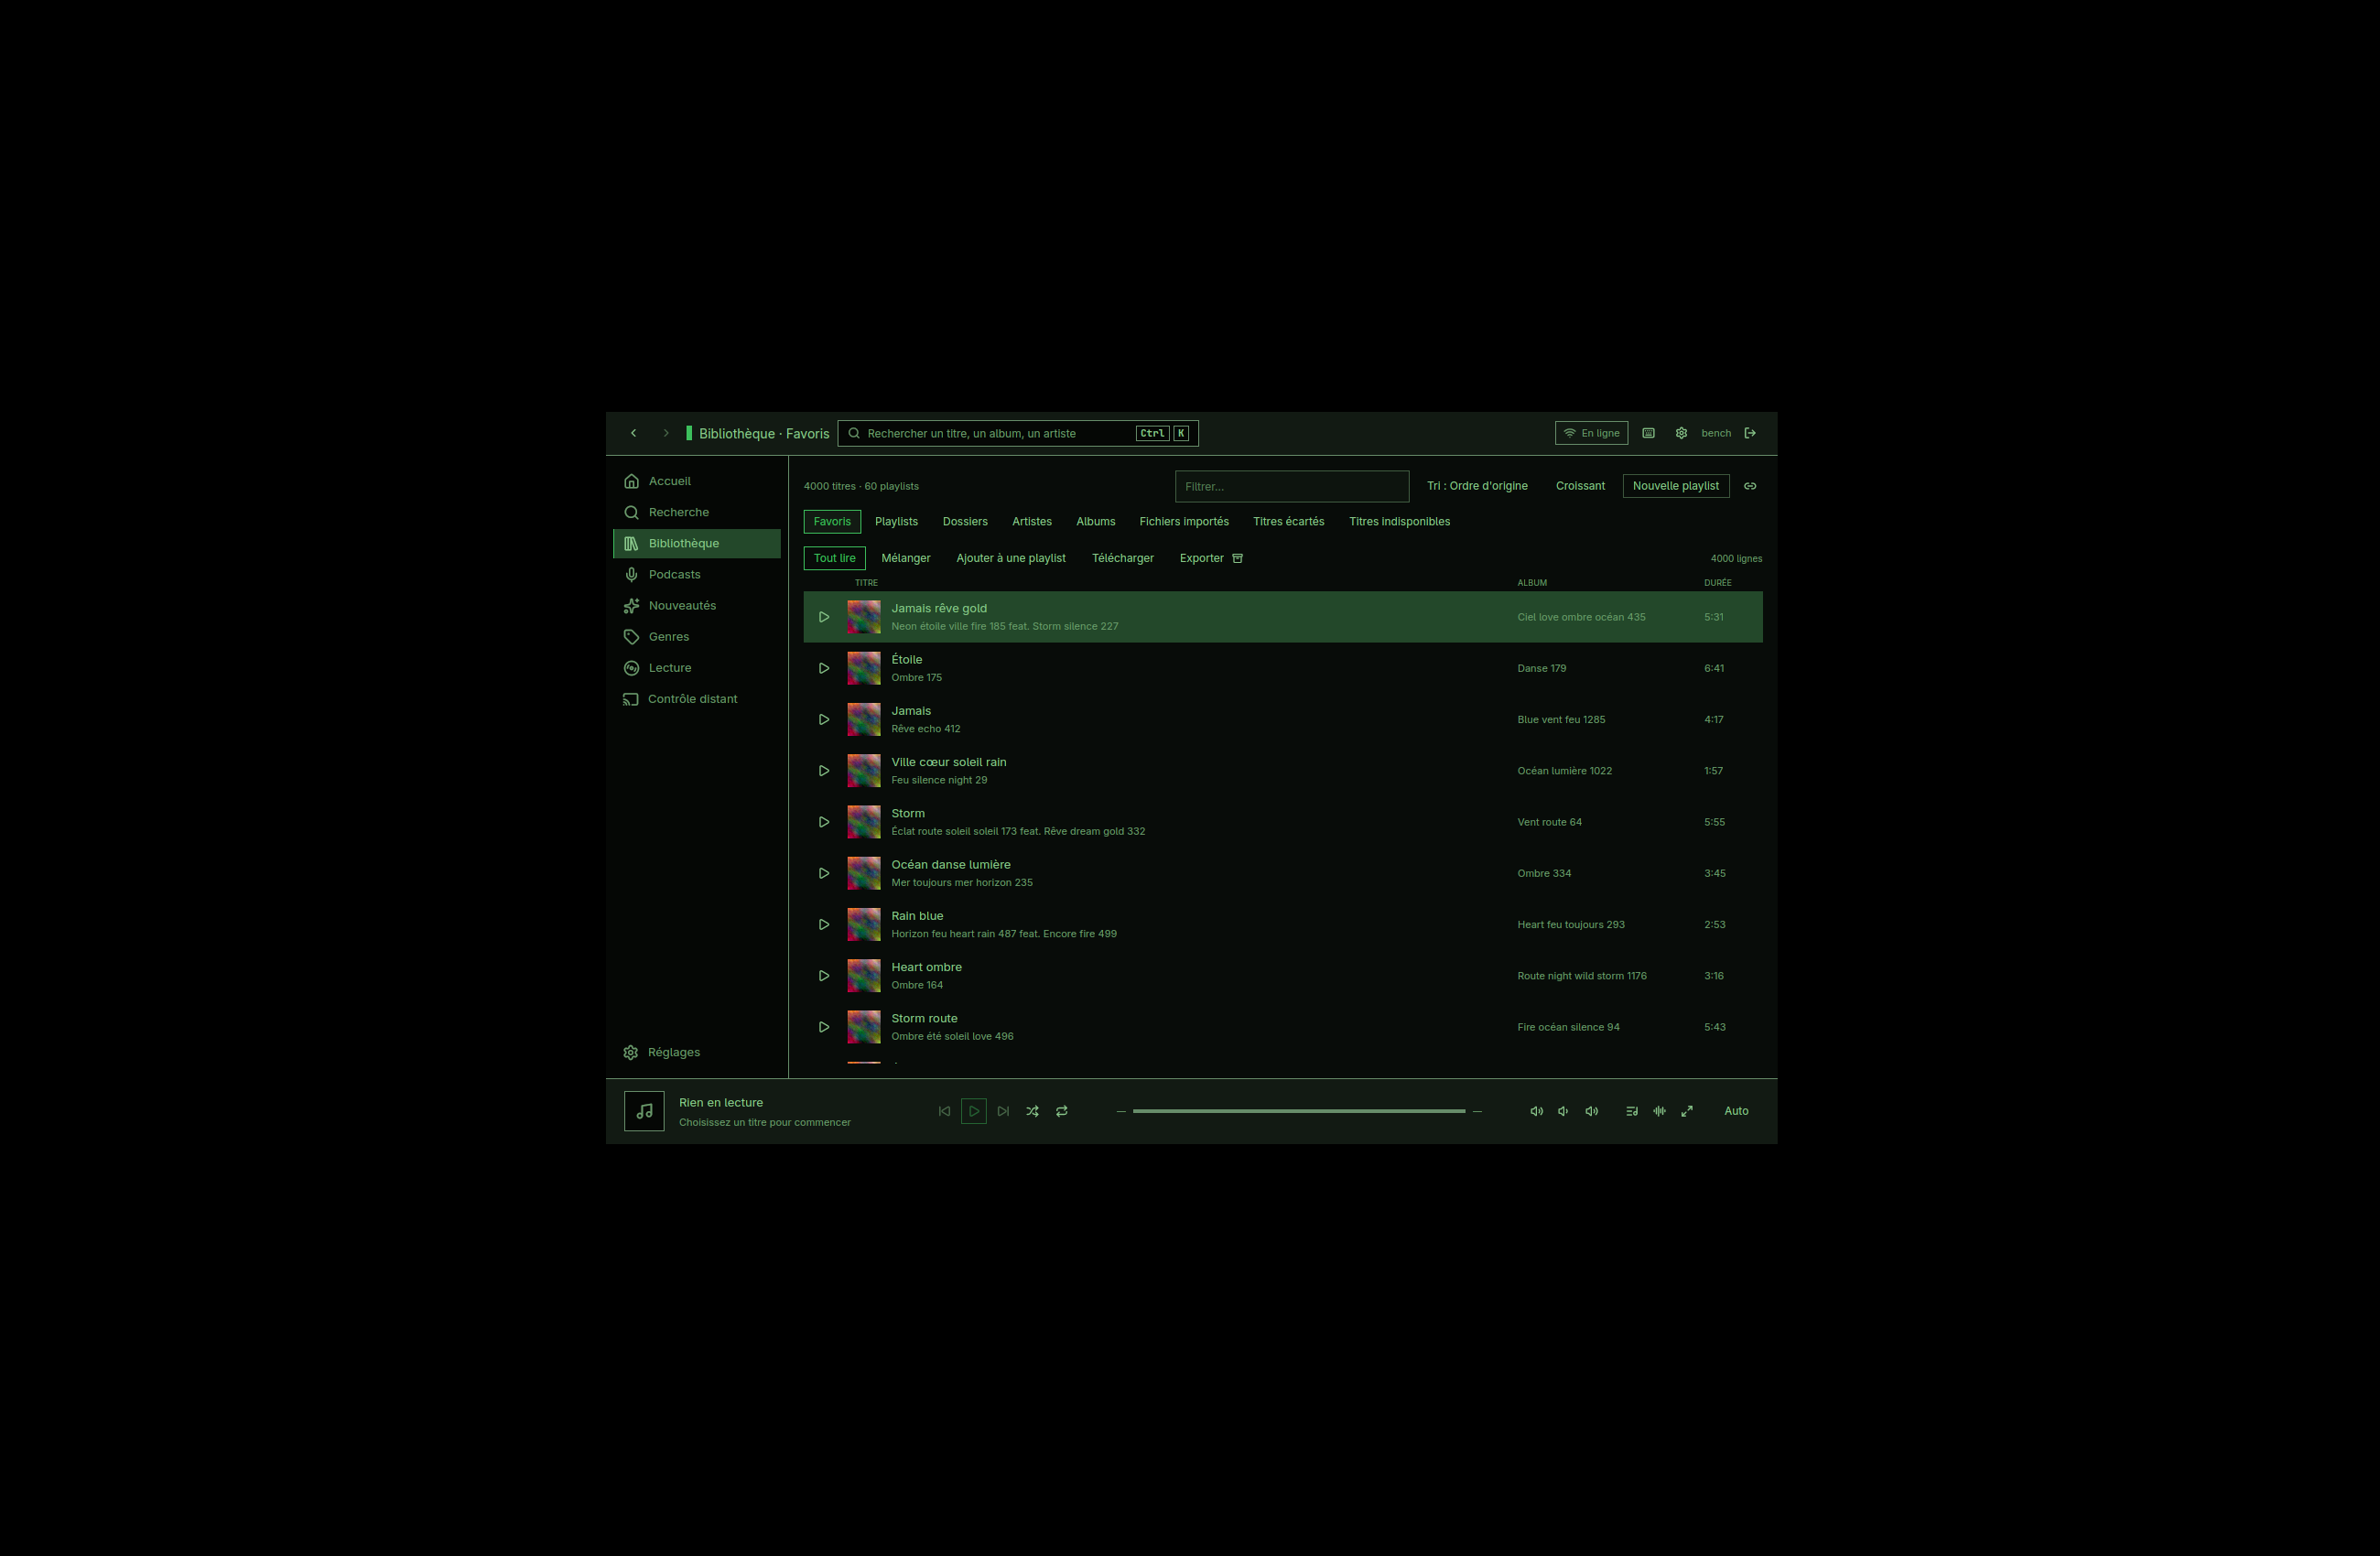 Bibliothèque · Favoris
Rechercher un titre, un album, un artiste
Ctrl K
En ligne
bench
Accueil
Recherche
Bibliothèque
Podcasts
Nouveautés
Genres
Lecture
Contrôle distant
Réglages
4000 titres · 60 playlists
Filtrer...
Tri : Ordre d'origine
Croissant
Nouvelle playlist
Favoris Playlists Dossiers Artistes Albums Fichiers importés Titres écartés Titres indisponibles
Tout lire Mélanger Ajouter à une playlist Télécharger Exporter
4000 lignes
TITRE ALBUM DURÉE
Jamais rêve gold
Neon étoile ville fire 185 feat. Storm silence 227
Ciel love ombre océan 435 5:31
Étoile
Ombre 175
Danse 179 6:41
Jamais
Rêve echo 412
Blue vent feu 1285 4:17
Ville cœur soleil rain
Feu silence night 29
Océan lumière 1022 1:57
Storm
Éclat route soleil soleil 173 feat. Rêve dream gold 332
Vent route 64 5:55
Océan danse lumière
Mer toujours mer horizon 235
Ombre 334 3:45
Rain blue
Horizon feu heart rain 487 feat. Encore fire 499
Heart feu toujours 293 2:53
Heart ombre
Ombre 164
Route night wild storm 1176 3:16
Storm route
Ombre été soleil love 496
Fire océan silence 94 5:43
Rien en lecture
Choisissez un titre pour commencer
— —
Auto